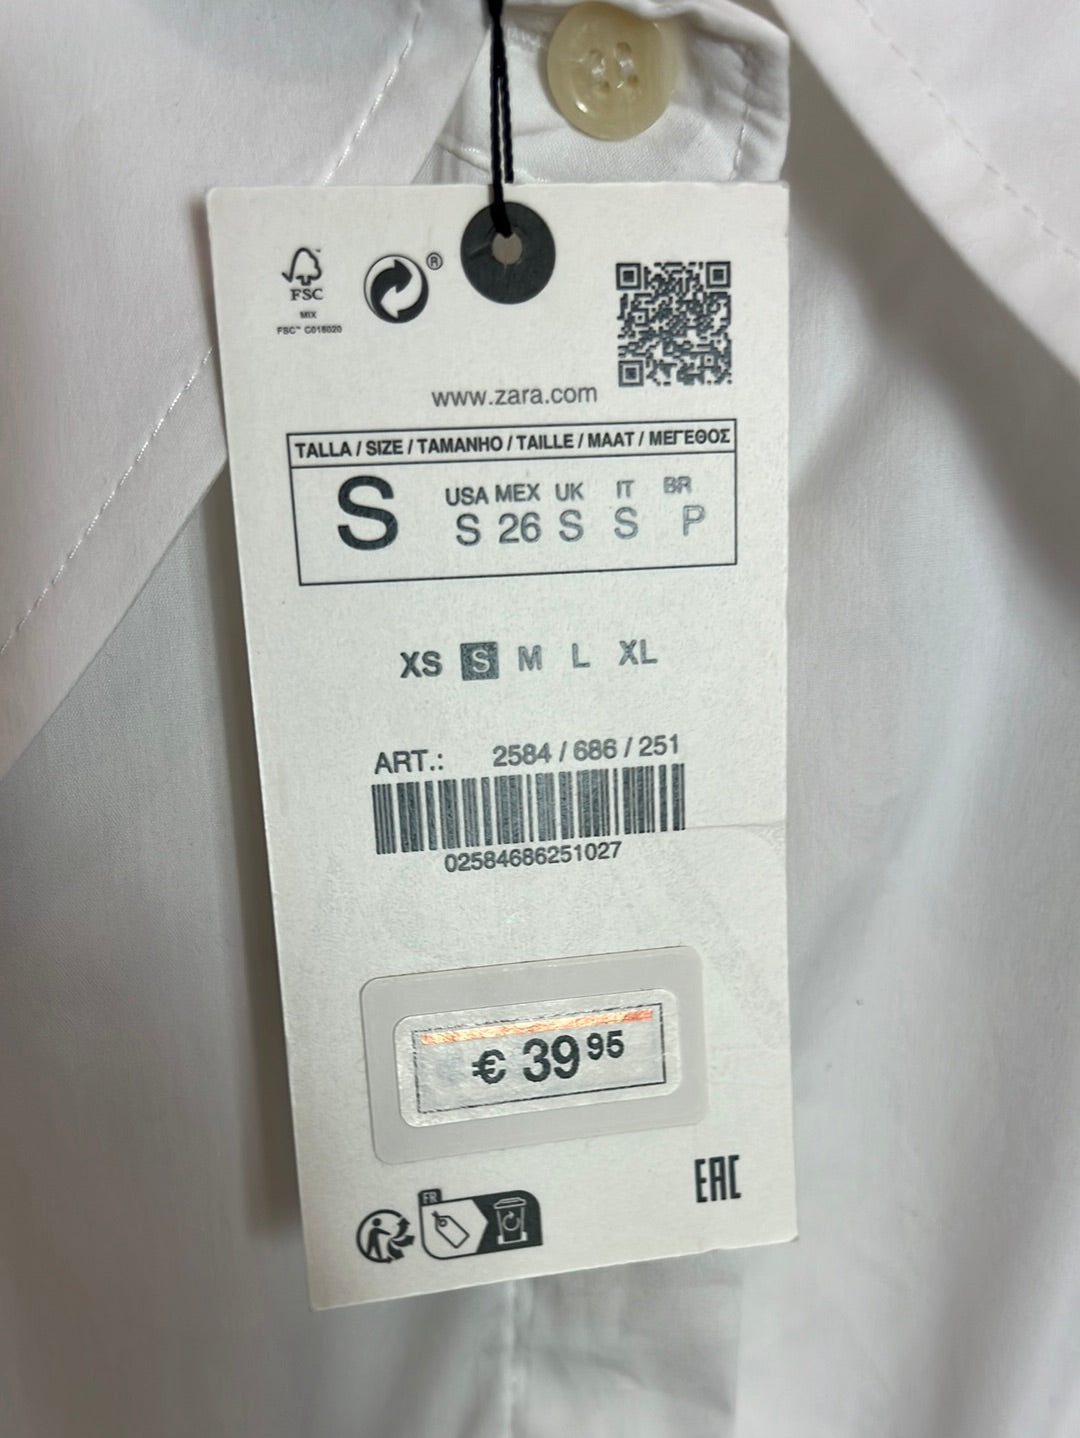 FSC
MIX
FSC™ C018020
®
www.zara.com
TALLA / SIZE / TAMANHO / TAILLE / MAAT / ΜΕΓΕΘΟΣ
S
USA MEX UK IT BR
S 26 S S P
XS S M L XL
ART.: 2584 / 686 / 251
02584686251027
€ 39 95
EAC
FR